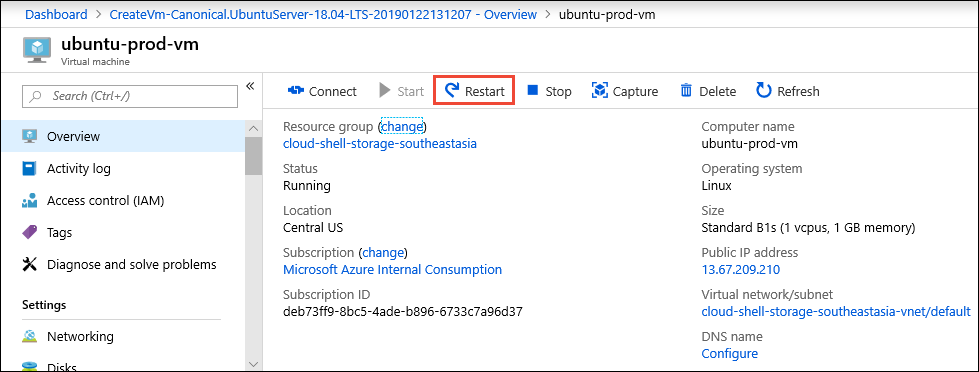 Dashboard > CreateVm-Canonical.UbuntuServer-18.04-LTS-20190122131207 - Overview > ubuntu-prod-vm
ubuntu-prod-vm
Virtual machine
Search (Ctrl+/)
«
Overview
Activity log
Access control (IAM)
Tags
Diagnose and solve problems
Settings
Networking
Disks
Connect Start Restart Stop Capture Delete Refresh
Resource group (change)
cloud-shell-storage-southeastasia
Status
Running
Location
Central US
Subscription (change)
Microsoft Azure Internal Consumption
Subscription ID
deb73ff9-8bc5-4ade-b896-6733c7a96d37
Computer name
ubuntu-prod-vm
Operating system
Linux
Size
Standard B1s (1 vcpus, 1 GB memory)
Public IP address
13.67.209.210
Virtual network/subnet
cloud-shell-storage-southeastasia-vnet/default
DNS name
Configure